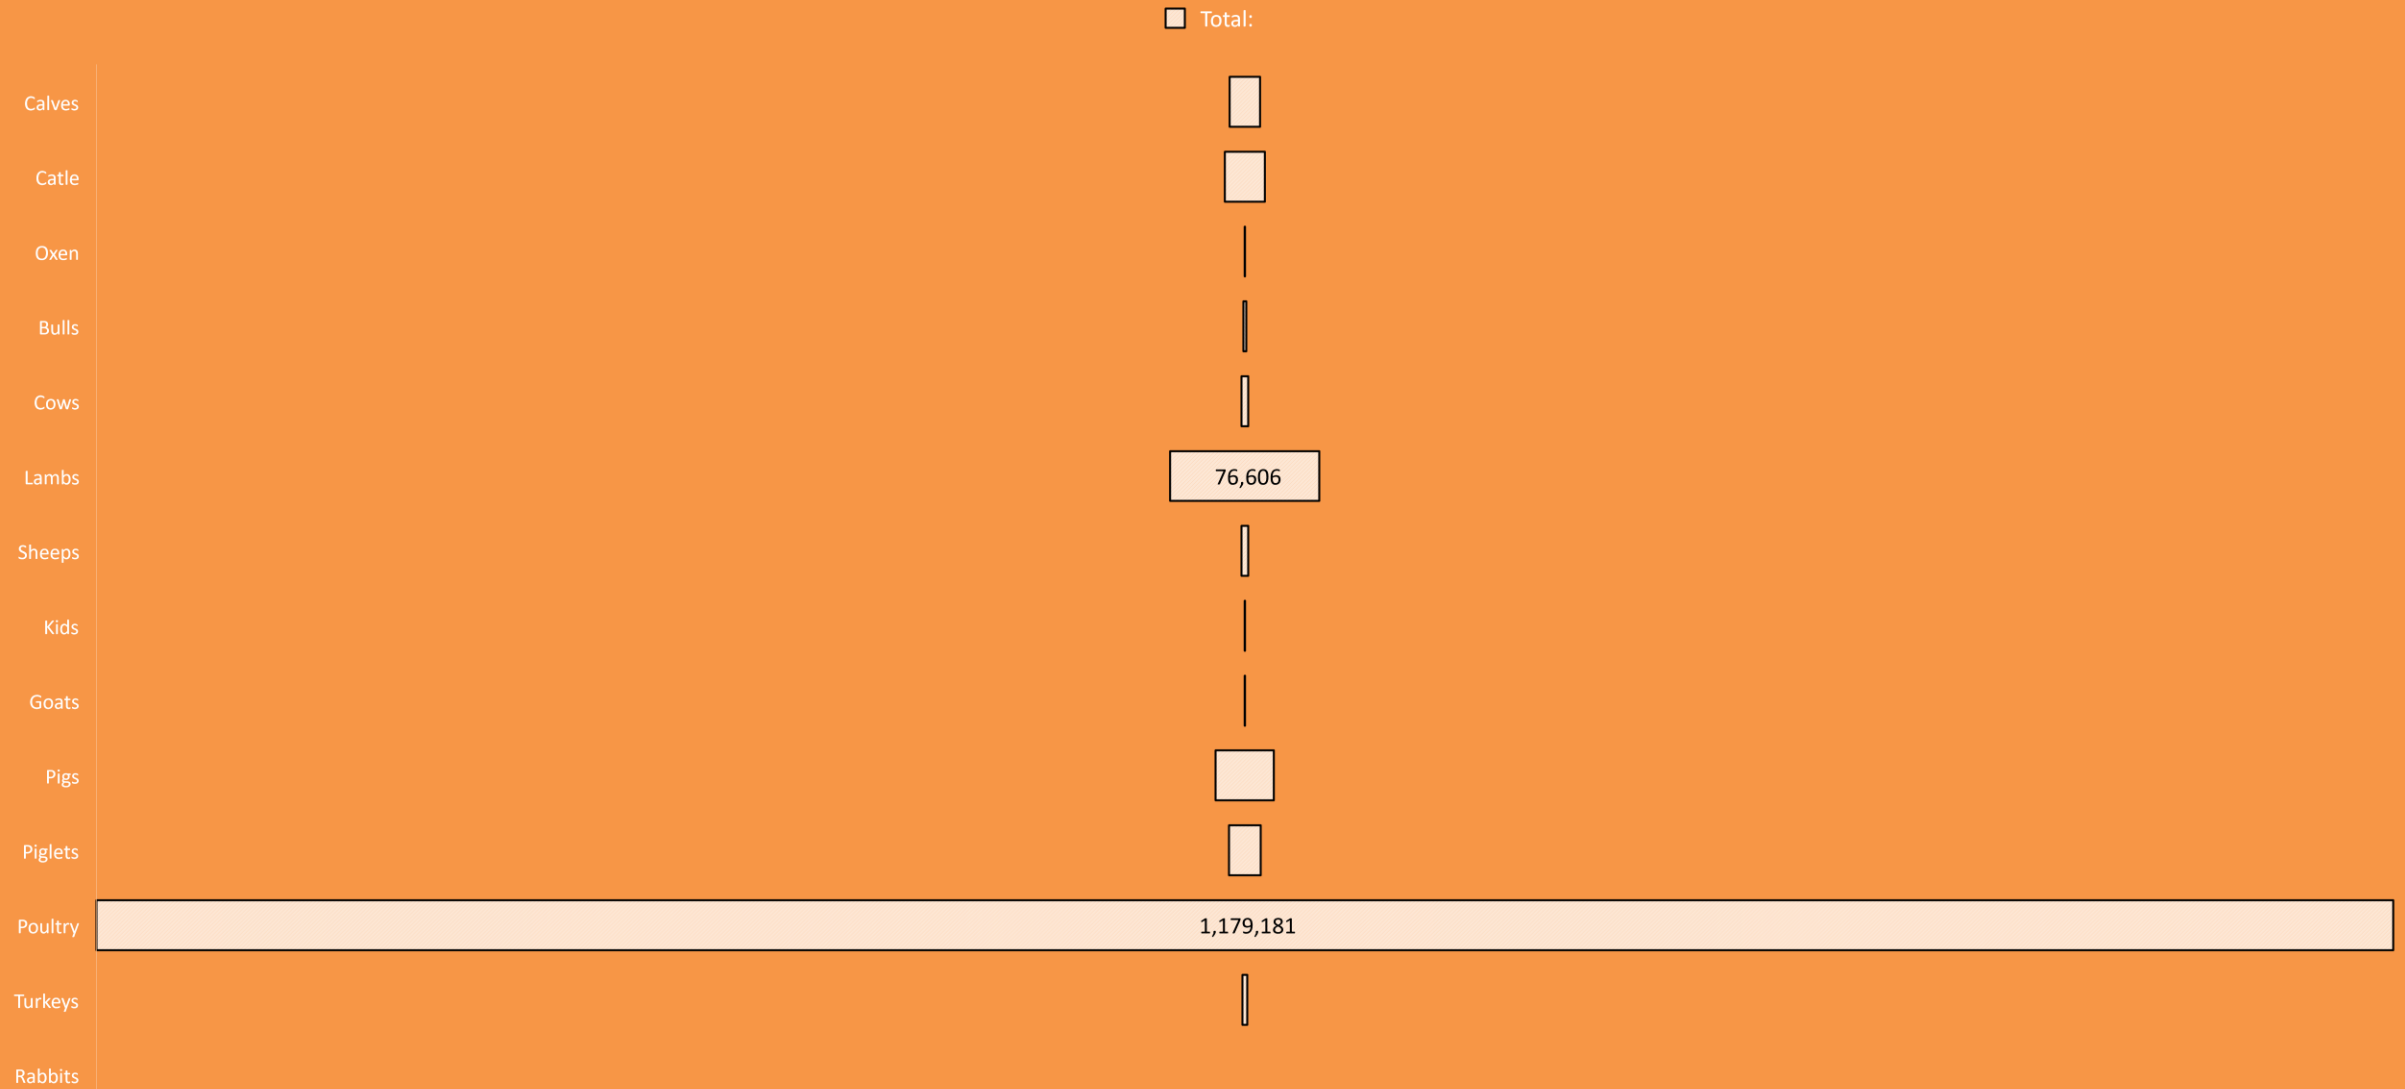 Total:
Calves
Catle
Oxen
Bulls
Cows
Lambs
76,606
Sheeps
Kids
Goats
Pigs
Piglets
Poultry
1,179,181
Turkeys
Rabbits